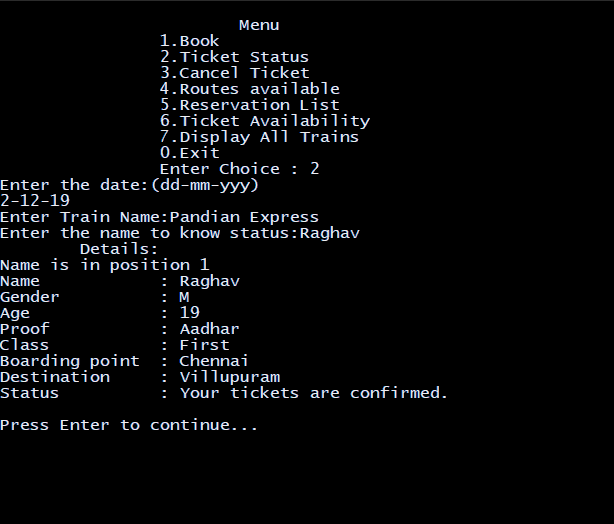 Menu
1.Book
2.Ticket Status
3.Cancel Ticket
4.Routes available
5.Reservation List
6.Ticket Availability
7.Display All Trains
0.Exit
Enter Choice : 2
Enter the date:(dd-mm-yyy)
2-12-19
Enter Train Name:Pandian Express
Enter the name to know status:Raghav
Details:
Name is in position 1
Name : Raghav
Gender : M
Age : 19
Proof : Aadhar
Class : First
Boarding point : Chennai
Destination : Villupuram
Status : Your tickets are confirmed.
Press Enter to continue...